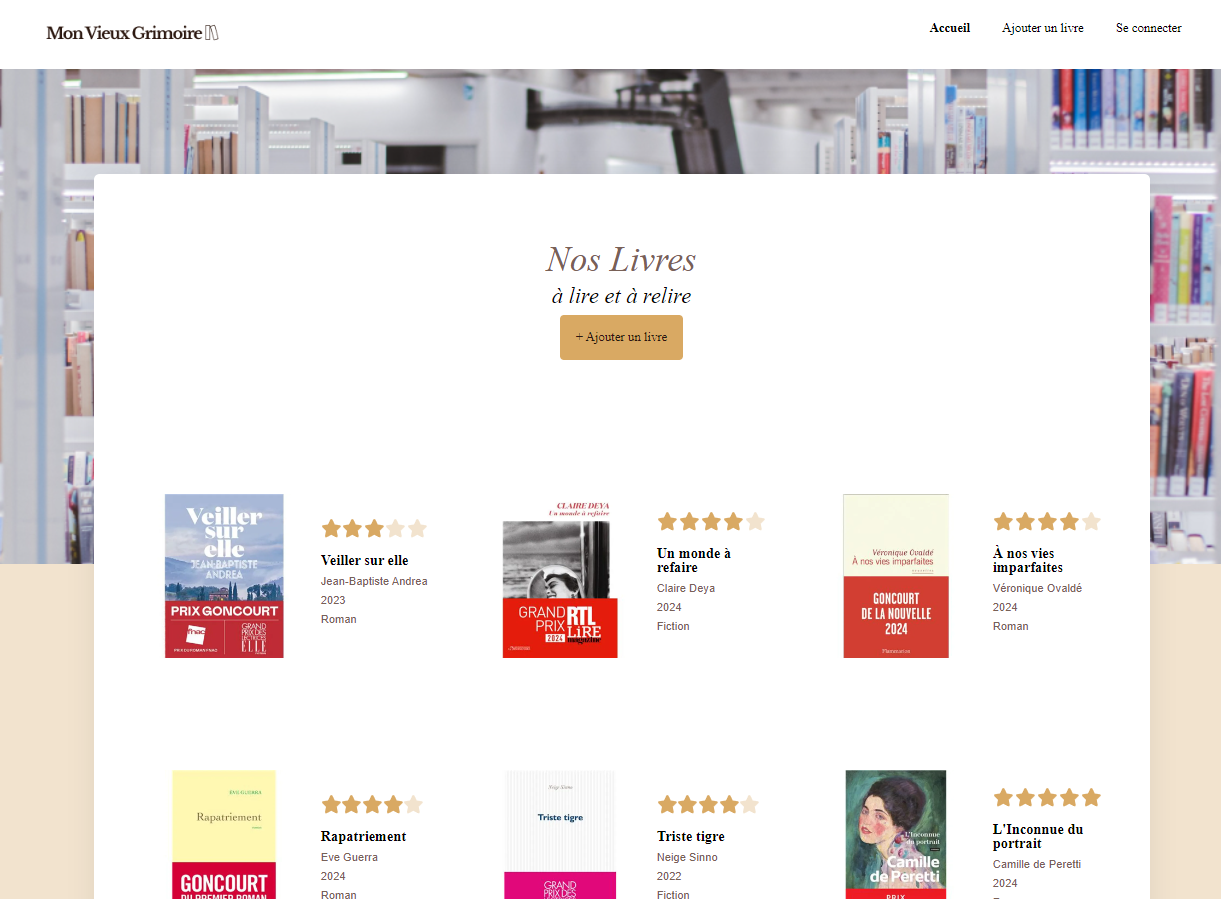 Mon Vieux Grimoire
Accueil
Ajouter un livre
Se connecter
Nos Livres
à lire et à relire
+ Ajouter un livre
Veiller
sur
elle
JEAN-BAPTISTE
ANDREA
PRIX GONCOURT
fnac
PRIX DU ROMAN FNAC
GRAND
PRIX DES
LECTRICES
ELLE
Veiller sur elle
Jean-Baptiste Andrea
2023
Roman
CLAIRE DEYA
Un monde à refaire
GRAND
PRIX
RTL
2024
LiRE
magazine
Un monde à
refaire
Claire Deya
2024
Fiction
Véronique Ovaldé
À nos vies imparfaites
GONCOURT
DE LA NOUVELLE
2024
Flammarion
À nos vies
imparfaites
Véronique Ovaldé
2024
Roman
ÈVE GUERRA
Rapatriement
GONCOURT
DU PREMIER ROMAN
Rapatriement
Eve Guerra
2024
Roman
Neige Sinno
Triste tigre
GRAND
PRIX DES
Triste tigre
Neige Sinno
2022
Fiction
L'Inconnue
du portrait
Camille
de Peretti
PRIX
L'Inconnue du
portrait
Camille de Peretti
2024